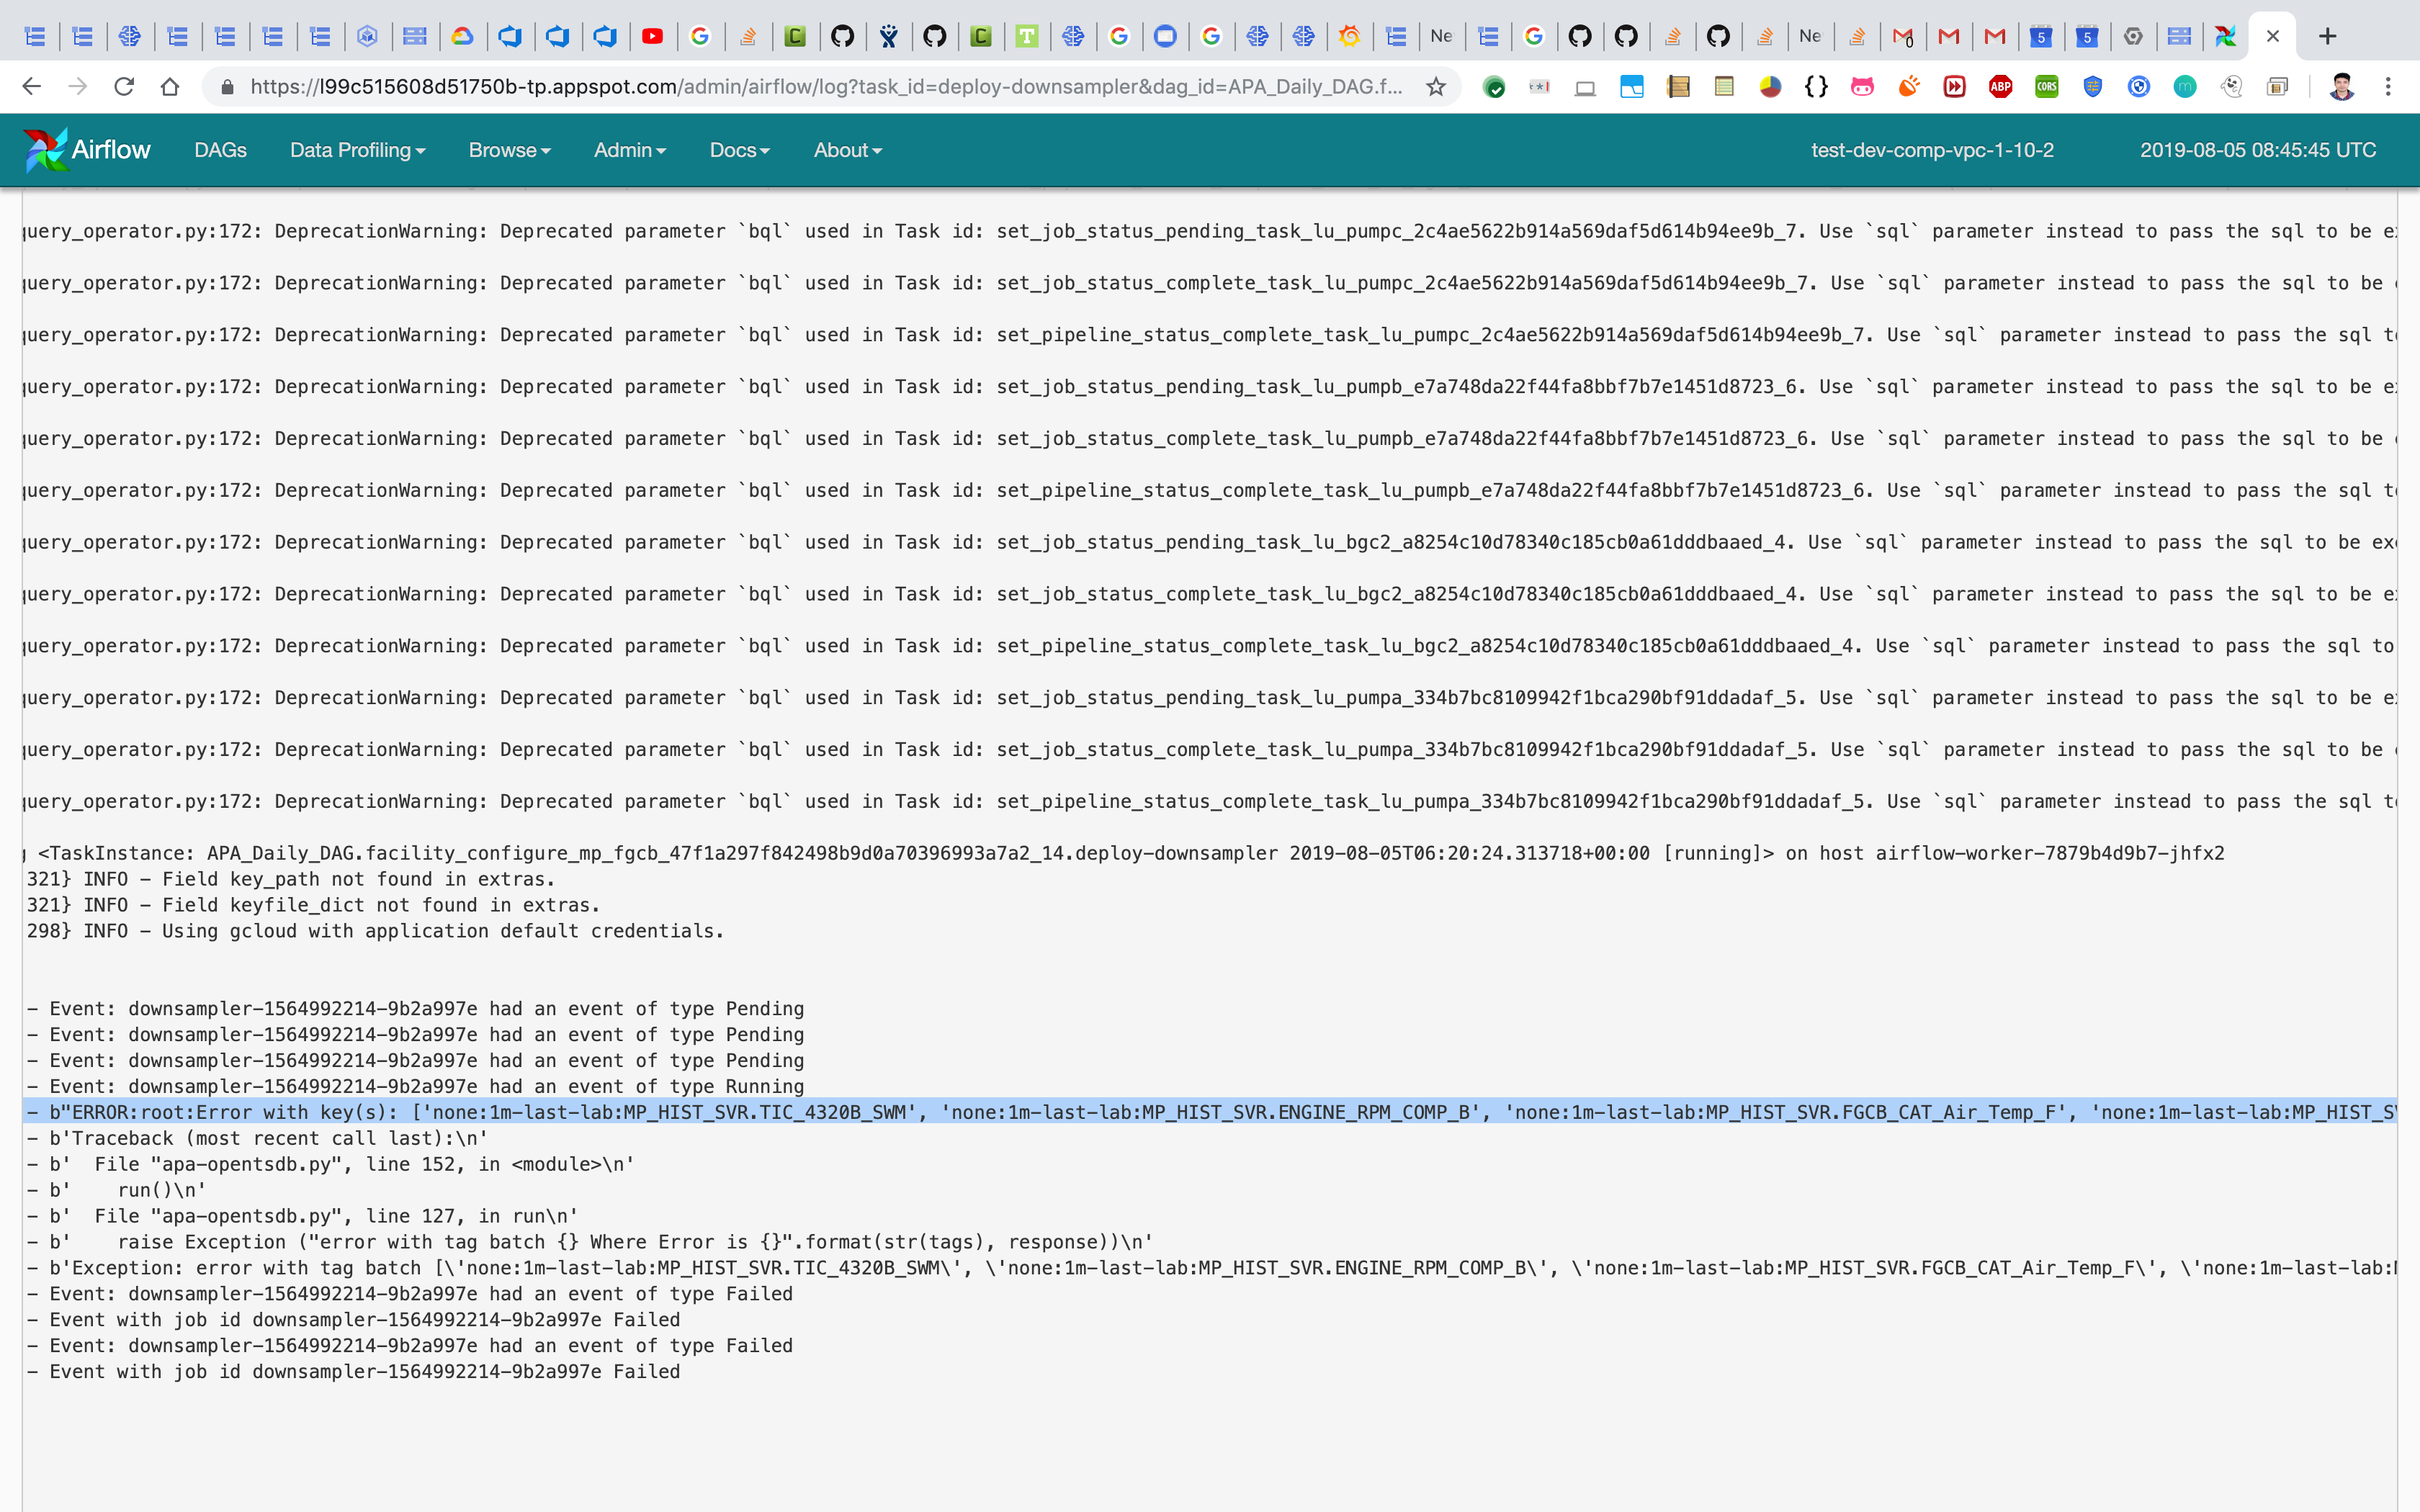 Ne
Ne
0
5
5
https://l99c515608d51750b-tp.appspot.com/admin/airflow/log?task_id=deploy-downsampler&dag_id=APA_Daily_DAG.f...
ABP
CORS
Airflow DAGs Data Profiling Browse Admin Docs About test-dev-comp-vpc-1-10-2 2019-08-05 08:45:45 UTC
query_operator.py:172: DeprecationWarning: Deprecated parameter `bql` used in Task id: set_job_status_pending_task_lu_pumpc_2c4ae5622b914a569daf5d614b94ee9b_7. Use `sql` parameter instead to pass the sql to be
query_operator.py:172: DeprecationWarning: Deprecated parameter `bql` used in Task id: set_job_status_complete_task_lu_pumpc_2c4ae5622b914a569daf5d614b94ee9b_7. Use `sql` parameter instead to pass the sql to be
query_operator.py:172: DeprecationWarning: Deprecated parameter `bql` used in Task id: set_pipeline_status_complete_task_lu_pumpc_2c4ae5622b914a569daf5d614b94ee9b_7. Use `sql` parameter instead to pass the sql
query_operator.py:172: DeprecationWarning: Deprecated parameter `bql` used in Task id: set_job_status_pending_task_lu_pumpb_e7a748da22f44fa8bbf7b7e1451d8723_6. Use `sql` parameter instead to pass the sql to be
query_operator.py:172: DeprecationWarning: Deprecated parameter `bql` used in Task id: set_job_status_complete_task_lu_pumpb_e7a748da22f44fa8bbf7b7e1451d8723_6. Use `sql` parameter instead to pass the sql to be
query_operator.py:172: DeprecationWarning: Deprecated parameter `bql` used in Task id: set_pipeline_status_complete_task_lu_pumpb_e7a748da22f44fa8bbf7b7e1451d8723_6. Use `sql` parameter instead to pass the sql
query_operator.py:172: DeprecationWarning: Deprecated parameter `bql` used in Task id: set_job_status_pending_task_lu_bgc2_a8254c10d78340c185cb0a61dddbaaed_4. Use `sql` parameter instead to pass the sql to be
query_operator.py:172: DeprecationWarning: Deprecated parameter `bql` used in Task id: set_job_status_complete_task_lu_bgc2_a8254c10d78340c185cb0a61dddbaaed_4. Use `sql` parameter instead to pass the sql to be
query_operator.py:172: DeprecationWarning: Deprecated parameter `bql` used in Task id: set_pipeline_status_complete_task_lu_bgc2_a8254c10d78340c185cb0a61dddbaaed_4. Use `sql` parameter instead to pass the sql to
query_operator.py:172: DeprecationWarning: Deprecated parameter `bql` used in Task id: set_job_status_pending_task_lu_pumpa_334b7bc8109942f1bca290bf91ddadaf_5. Use `sql` parameter instead to pass the sql to be
query_operator.py:172: DeprecationWarning: Deprecated parameter `bql` used in Task id: set_job_status_complete_task_lu_pumpa_334b7bc8109942f1bca290bf91ddadaf_5. Use `sql` parameter instead to pass the sql to be
query_operator.py:172: DeprecationWarning: Deprecated parameter `bql` used in Task id: set_pipeline_status_complete_task_lu_pumpa_334b7bc8109942f1bca290bf91ddadaf_5. Use `sql` parameter instead to pass the sql
<TaskInstance: APA_Daily_DAG.facility_configure_mp_fgcb_47f1a297f842498b9d0a70396993a7a2_14.deploy-downsampler 2019-08-05T06:20:24.313718+00:00 [running]> on host airflow-worker-7879b4d9b7-jhfx2
321} INFO - Field key_path not found in extras.
321} INFO - Field keyfile_dict not found in extras.
298} INFO - Using gcloud with application default credentials.
- Event: downsampler-1564992214-9b2a997e had an event of type Pending
- Event: downsampler-1564992214-9b2a997e had an event of type Pending
- Event: downsampler-1564992214-9b2a997e had an event of type Pending
- Event: downsampler-1564992214-9b2a997e had an event of type Running
- b"ERROR:root:Error with key(s): ['none:1m-last-lab:MP_HIST_SVR.TIC_4320B_SWM', 'none:1m-last-lab:MP_HIST_SVR.ENGINE_RPM_COMP_B', 'none:1m-last-lab:MP_HIST_SVR.FGCB_CAT_Air_Temp_F', 'none:1m-last-lab:MP_HIST_S
- b'Traceback (most recent call last):\n'
- b'  File "apa-opentsdb.py", line 152, in <module>\n'
- b'    run()\n'
- b'  File "apa-opentsdb.py", line 127, in run\n'
- b'    raise Exception ("error with tag batch {} Where Error is {}".format(str(tags), response))\n'
- b'Exception: error with tag batch [\'none:1m-last-lab:MP_HIST_SVR.TIC_4320B_SWM\', \'none:1m-last-lab:MP_HIST_SVR.ENGINE_RPM_COMP_B\', \'none:1m-last-lab:MP_HIST_SVR.FGCB_CAT_Air_Temp_F\', \'none:1m-last-lab:
- Event: downsampler-1564992214-9b2a997e had an event of type Failed
- Event with job id downsampler-1564992214-9b2a997e Failed
- Event: downsampler-1564992214-9b2a997e had an event of type Failed
- Event with job id downsampler-1564992214-9b2a997e Failed